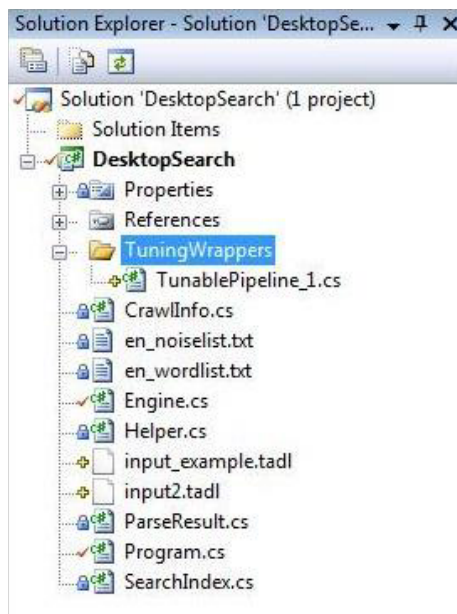 Solution Explorer - Solution 'DesktopSe...
Solution 'DesktopSearch' (1 project)
Solution Items
DesktopSearch
Properties
References
TuningWrappers
TunablePipeline_1.cs
CrawlInfo.cs
en_noiselist.txt
en_wordlist.txt
Engine.cs
Helper.cs
input_example.tadl
input2.tadl
ParseResult.cs
Program.cs
SearchIndex.cs